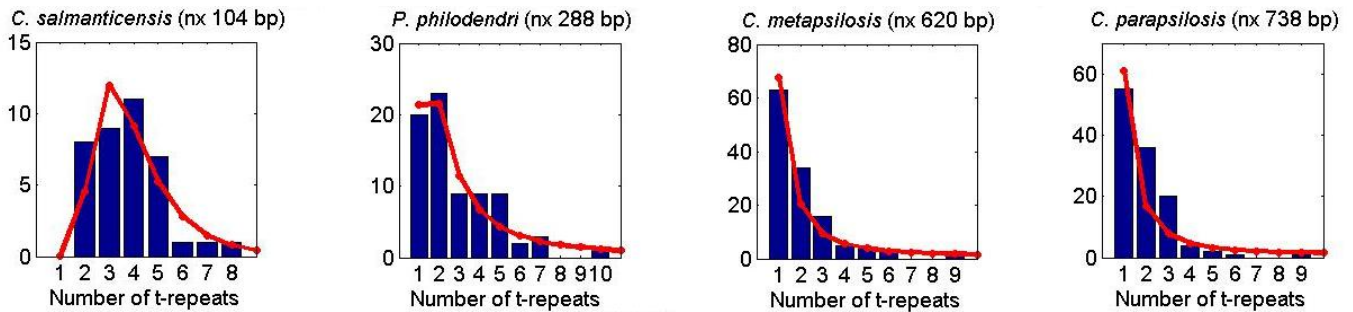 C. salmanticensis (nx 104 bp)
15
10
5
0
1 2 3 4 5 6 7 8
Number of t-repeats
P. philodendri (nx 288 bp)
30
20
10
0
1 2 3 4 5 6 7 8 9 10
Number of t-repeats
C. metapsilosis (nx 620 bp)
80
60
40
20
0
1 2 3 4 5 6 7 8 9
Number of t-repeats
C. parapsilosis (nx 738 bp)
60
40
20
0
1 2 3 4 5 6 7 8 9
Number of t-repeats